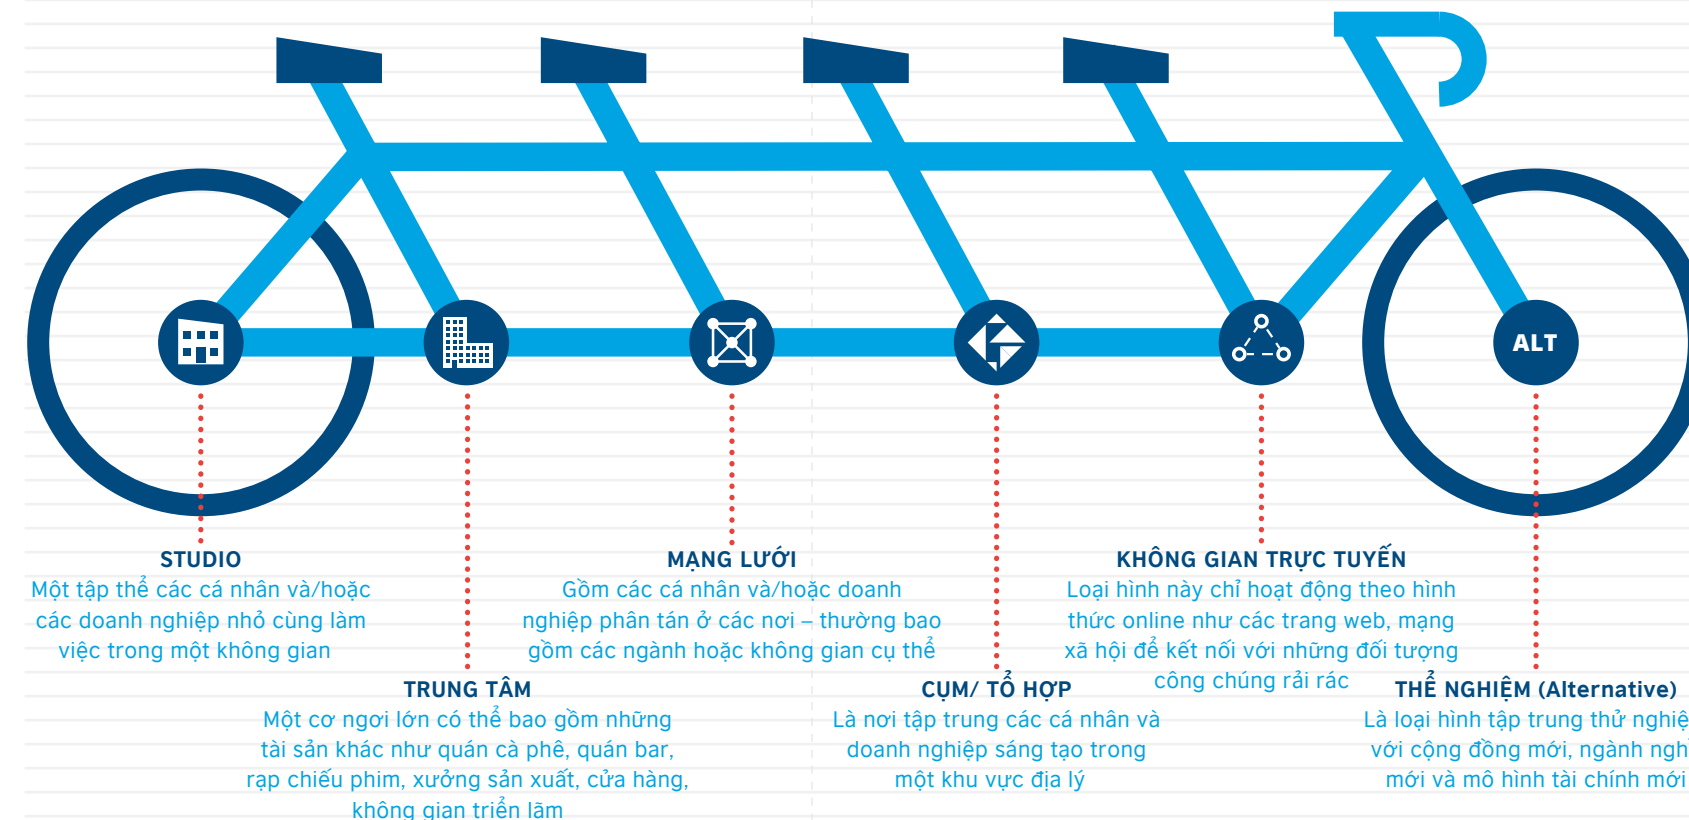 ALT
STUDIO
Một tập thể các cá nhân và/hoặc
các doanh nghiệp nhỏ cùng làm
việc trong một không gian
TRUNG TÂM
Một cơ ngơi lớn có thể bao gồm những
tài sản khác như quán cà phê, quán bar,
rạp chiếu phim, xưởng sản xuất, cửa hàng,
không gian triển lãm
MẠNG LƯỚI
Gồm các cá nhân và/hoặc doanh
nghiệp phân tán ở các nơi – thường bao
gồm các ngành hoặc không gian cụ thể
CỤM/ TỔ HỢP
Là nơi tập trung các cá nhân và
doanh nghiệp sáng tạo trong
một khu vực địa lý
KHÔNG GIAN TRỰC TUYẾN
Loại hình này chỉ hoạt động theo hình
thức online như các trang web, mạng
xã hội để kết nối với những đối tượng
công chúng rải rác
THỂ NGHIỆM (Alternative)
Là loại hình tập trung thử
với cộng đồng mới, ngành
mới và mô hình tài chính mới